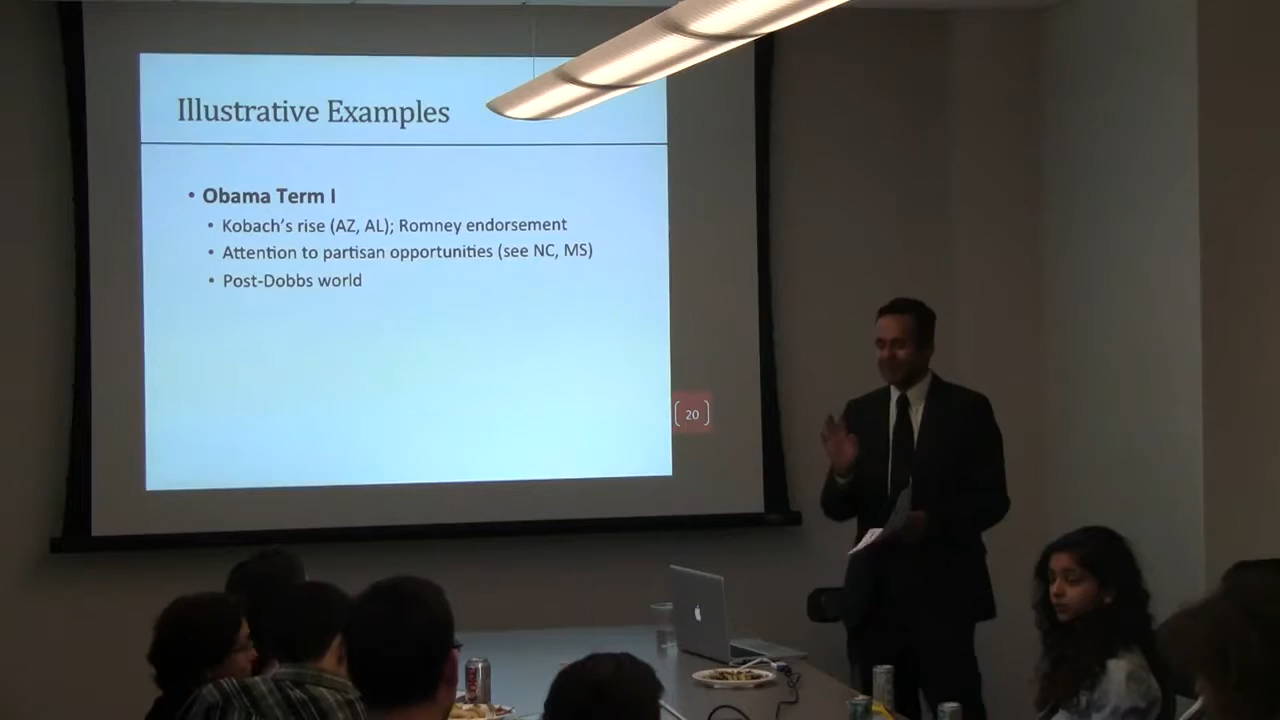 Illustrative Examples
• Obama Term I
• Kobach's rise (AZ, AL); Romney endorsement
• Attention to partisan opportunities (see NC, MS)
• Post-Dobbs world
20